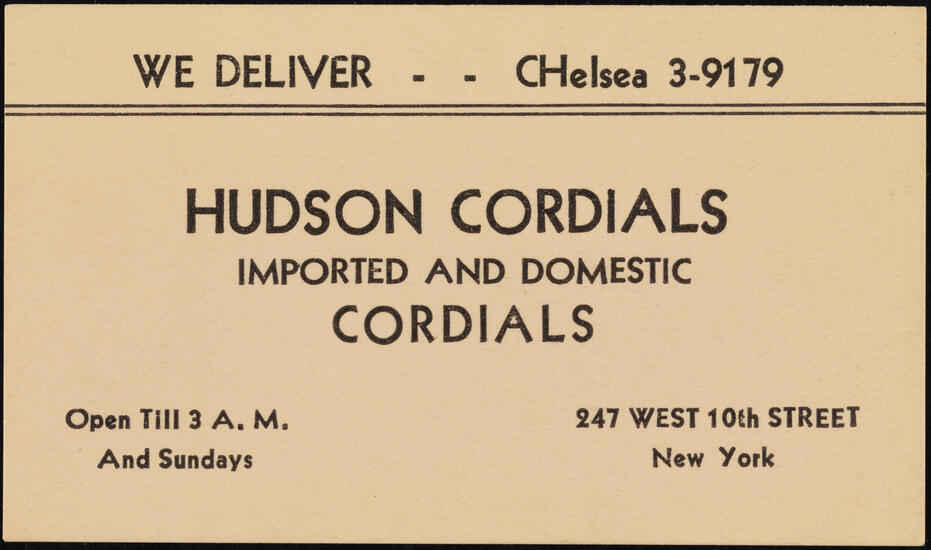 WE DELIVER - - CHelsea 3-9179
HUDSON CORDIALS
IMPORTED AND DOMESTIC
CORDIALS
Open Till 3 A. M.
And Sundays
247 WEST 10th STREET
New York